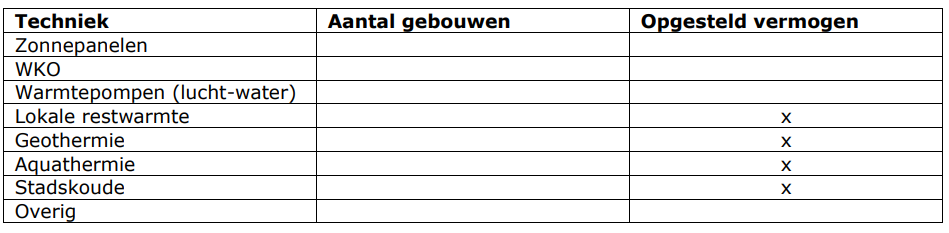 Techniek Aantal gebouwen Opgesteld vermogen
Zonnepanelen
WKO
Warmtepompen (lucht-water)
Lokale restwarmte x
Geothermie x
Aquathermie x
Stadskoude x
Overig